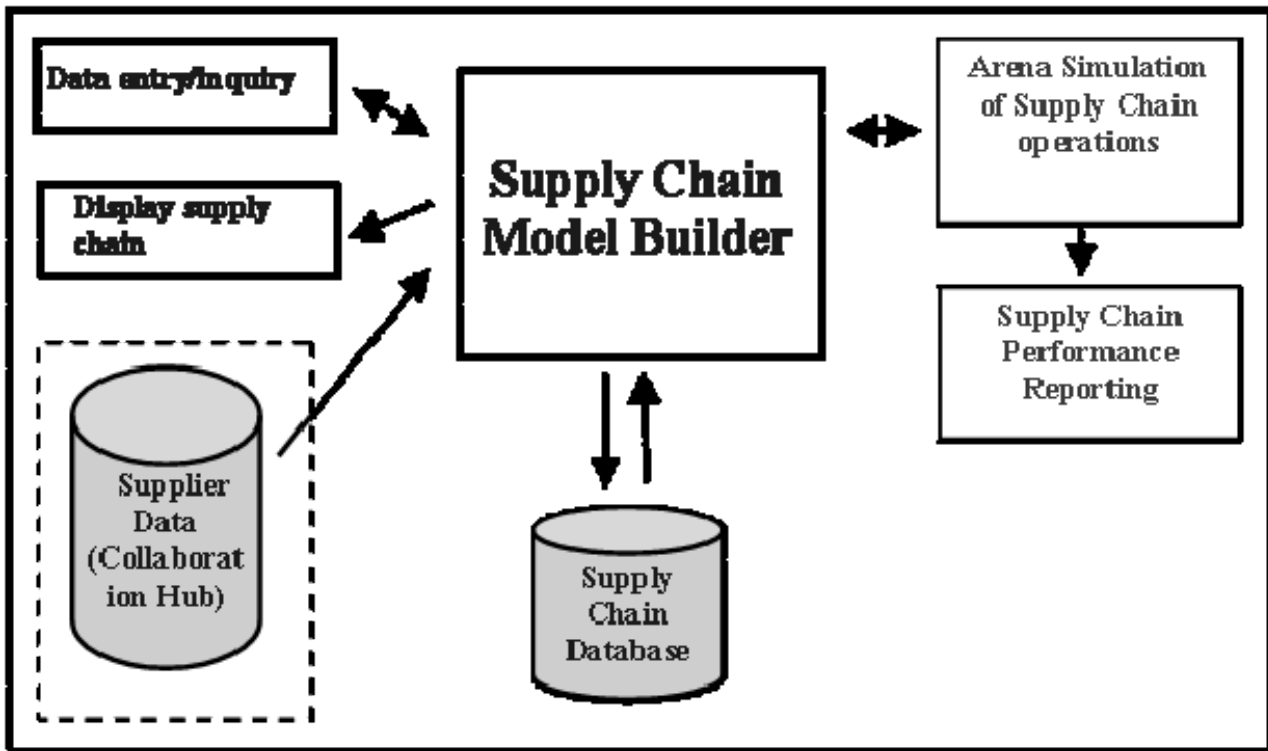 Data entry/inquiry
Display supply
chain
Supplier
Data
(Collaborat
ion Hub)
Supply Chain
Model Builder
Supply
Chain
Database
Arena Simulation
of Supply Chain
operations
Supply Chain
Performance
Reporting